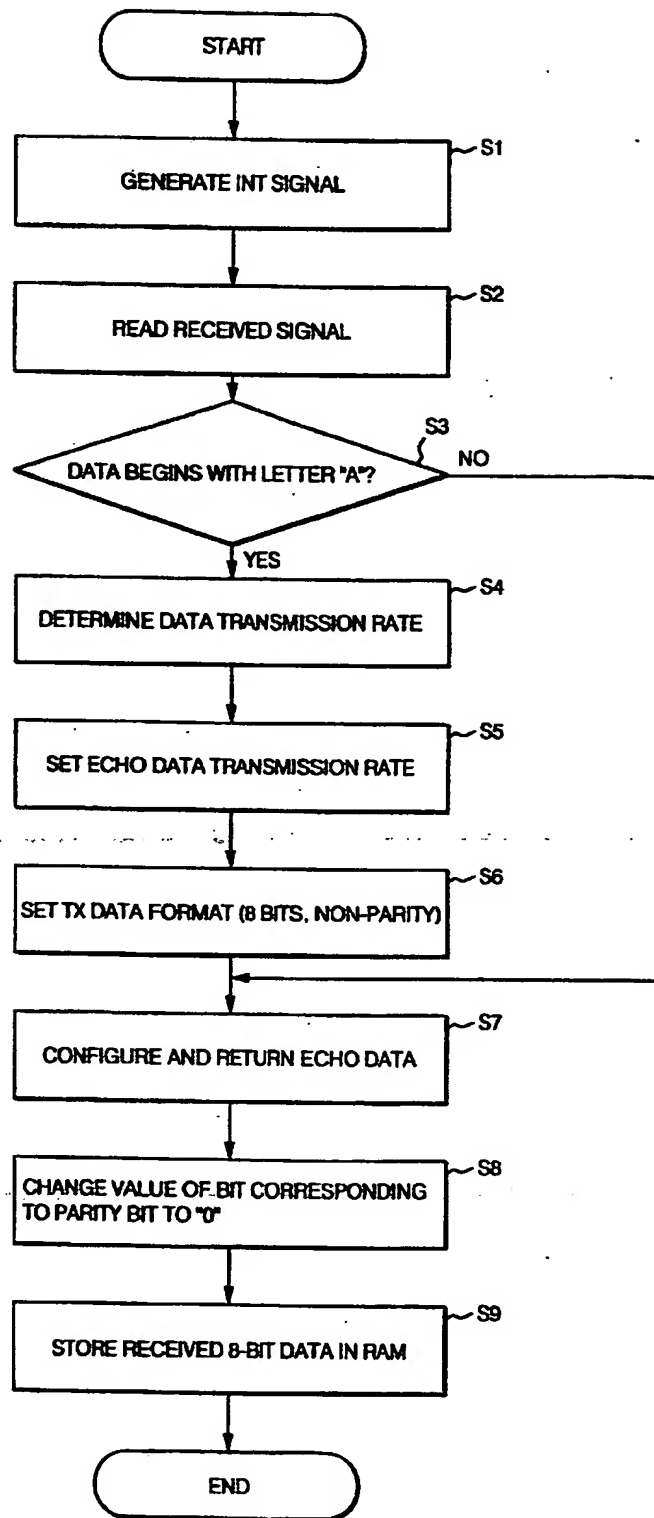 START
S1
GENERATE INT SIGNAL
S2
READ RECEIVED SIGNAL
S3
DATA BEGINS WITH LETTER "A"?
NO
YES
S4
DETERMINE DATA TRANSMISSION RATE
S5
SET ECHO DATA TRANSMISSION RATE
S6
SET TX DATA FORMAT (8 BITS, NON-PARITY)
S7
CONFIGURE AND RETURN ECHO DATA
S8
CHANGE VALUE OF BIT CORRESPONDING
TO PARITY BIT TO "0"
S9
STORE RECEIVED 8-BIT DATA IN RAM
END